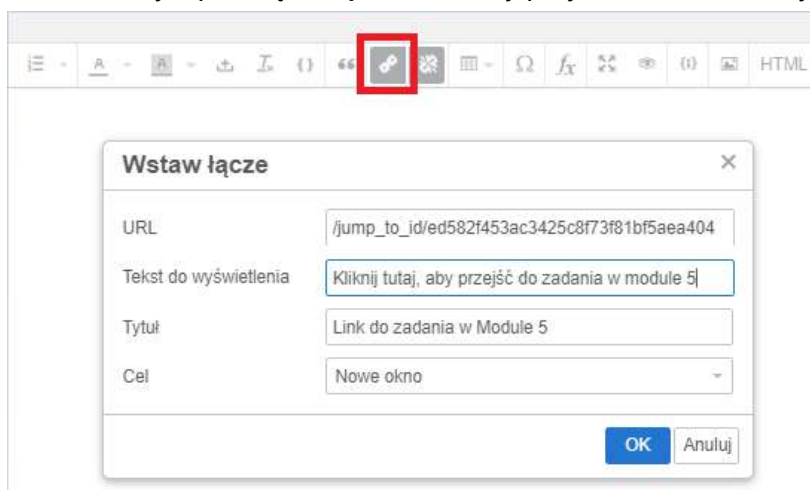 HTML
Wstaw łącze
URL /jump_to_id/ed582f453ac3425c8f73f81bf5aea404
Tekst do wyświetlenia Kliknij tutaj, aby przejść do zadania w module 5
Tytuł Link do zadania w Module 5
Cel Nowe okno
OK Anuluj